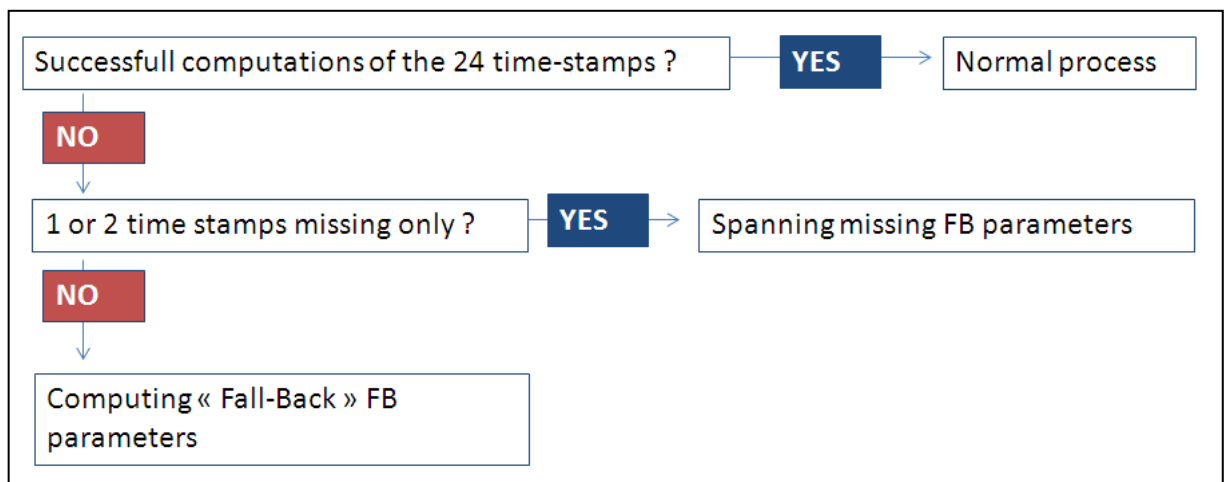 Successfull computations of the 24 time-stamps ?
YES
Normal process
NO
1 or 2 time stamps missing only ?
YES
Spanning missing FB parameters
NO
Computing « Fall-Back » FB
parameters